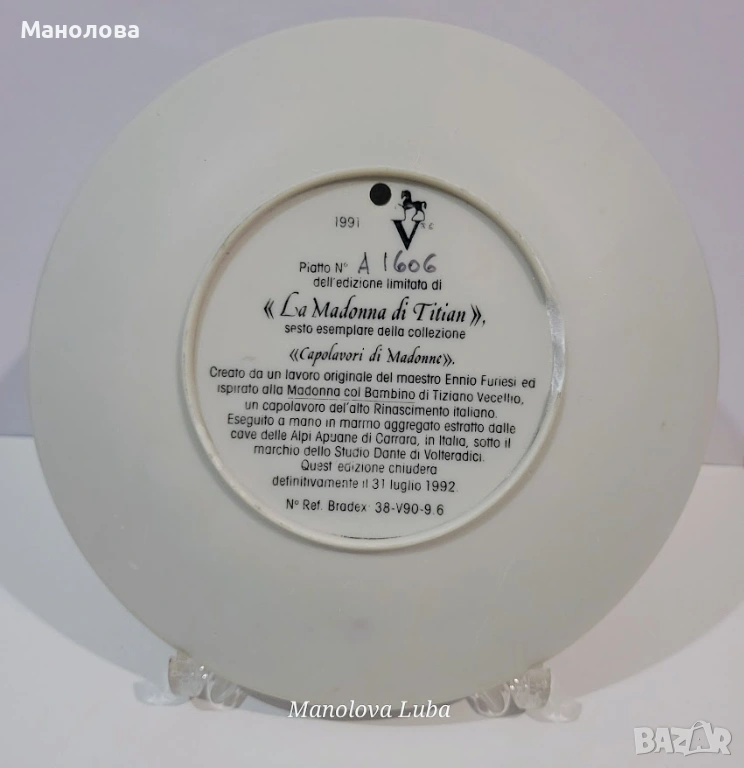 Манолова
1991
V
Piatto N° A 1606
dell'edizione limitata di
«La Madonna di Titian»,
sesto esemplare della collezione
«Capolavori di Madonne».
Creato da un lavoro originale del maestro Ennio Furiesi ed
ispirato alla Madonna col Bambino di Tiziano Vecellio,
un capolavoro del'alto Rinascimento italiano.
Eseguito a mano in marmo aggregato estratto dalle
cave delle Alpi Apuane di Carrara, in Italia, sotto il
marchio dello Studio Dante di Volteradici.
Quest edizione chiudera
definitivamente il 31 luglio 1992.
N° Ref. Bradex: 38-V90-9.6
Manolova Luba
BAZAR